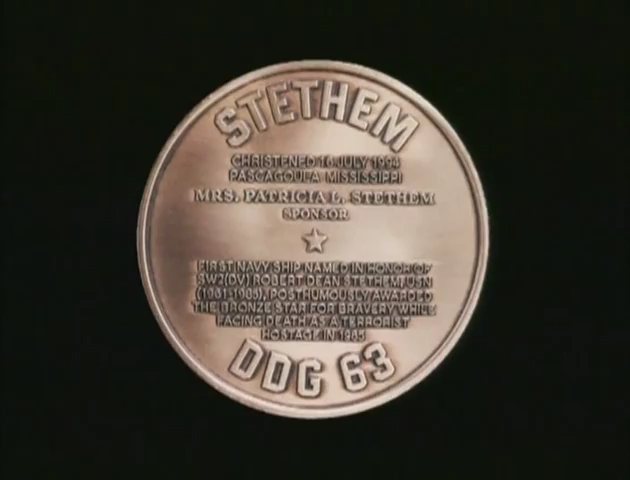 STETHEM
CHRISTENED 16 JULY 1994
PASCAGOULA, MISSISSIPPI
MRS. PATRICIA L. STETHEM
SPONSOR
FIRST NAVY SHIP NAMED IN HONOR OF
SW2(DV) ROBERT DEAN STETHEM, USN
(1961-1985), POSTHUMOUSLY AWARDED
THE BRONZE STAR FOR BRAVERY WHILE
FACING DEATH AS A TERRORIST
HOSTAGE IN 1985
DDG 63